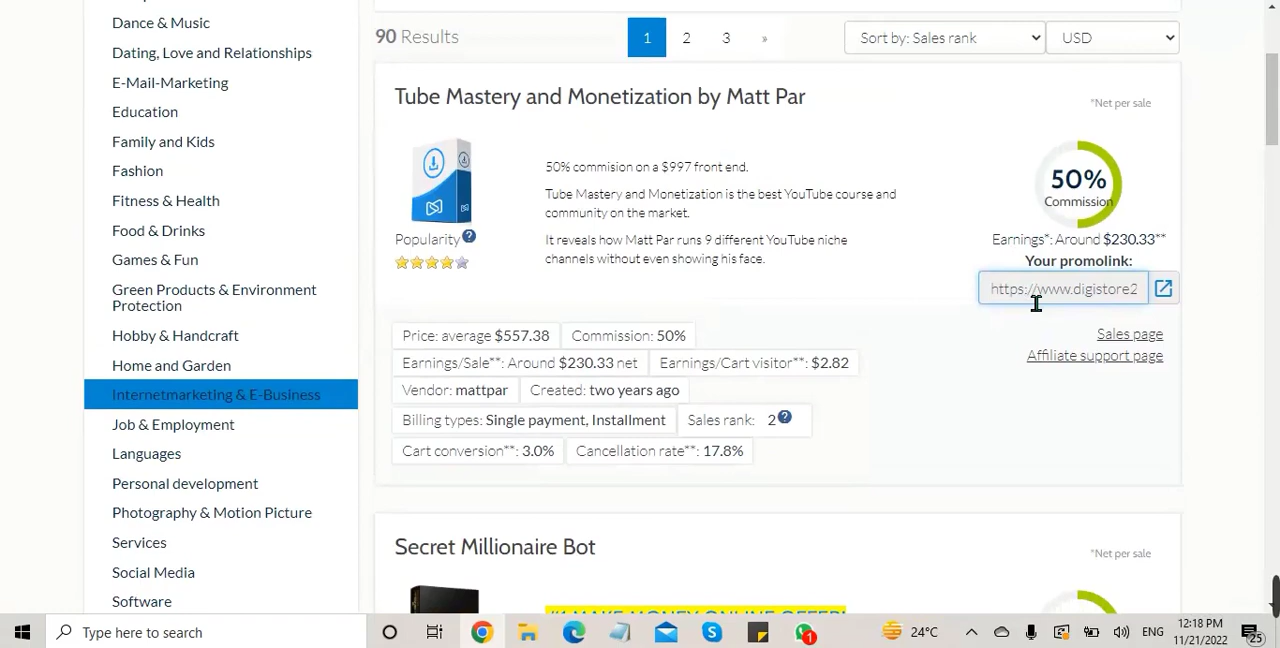 Dance & Music
Dating, Love and Relationships
E-Mail-Marketing
Education
Family and Kids
Fashion
Fitness & Health
Food & Drinks
Games & Fun
Green Products & Environment
Protection
Hobby & Handcraft
Home and Garden
Internetmarketing & E-Business
Job & Employment
Languages
Personal development
Photography & Motion Picture
Services
Social Media
Software
90 Results
1 2 3 »
Sort by: Sales rank
USD
Tube Mastery and Monetization by Matt Par
*Net per sale
50% commision on a $997 front end.
Tube Mastery and Monetization is the best YouTube course and
community on the market.
It reveals how Matt Par runs 9 different YouTube niche
channels without even showing his face.
Popularity ?
50%
Commission
Earnings*: Around $230.33**
Your promolink:
https://www.digistore2
Sales page
Affiliate support page
Price: average $557.38 Commission: 50%
Earnings/Sale**: Around $230.33 net Earnings/Cart visitor**: $2.82
Vendor: mattpar Created: two years ago
Billing types: Single payment, Installment Sales rank: 2 ?
Cart conversion**: 3.0% Cancellation rate**: 17.8%
Secret Millionaire Bot
*Net per sale
#1 MAKE MONEY ONLINE OFFER!
Type here to search
1
24°C
ENG
12:18 PM
11/21/2022
25